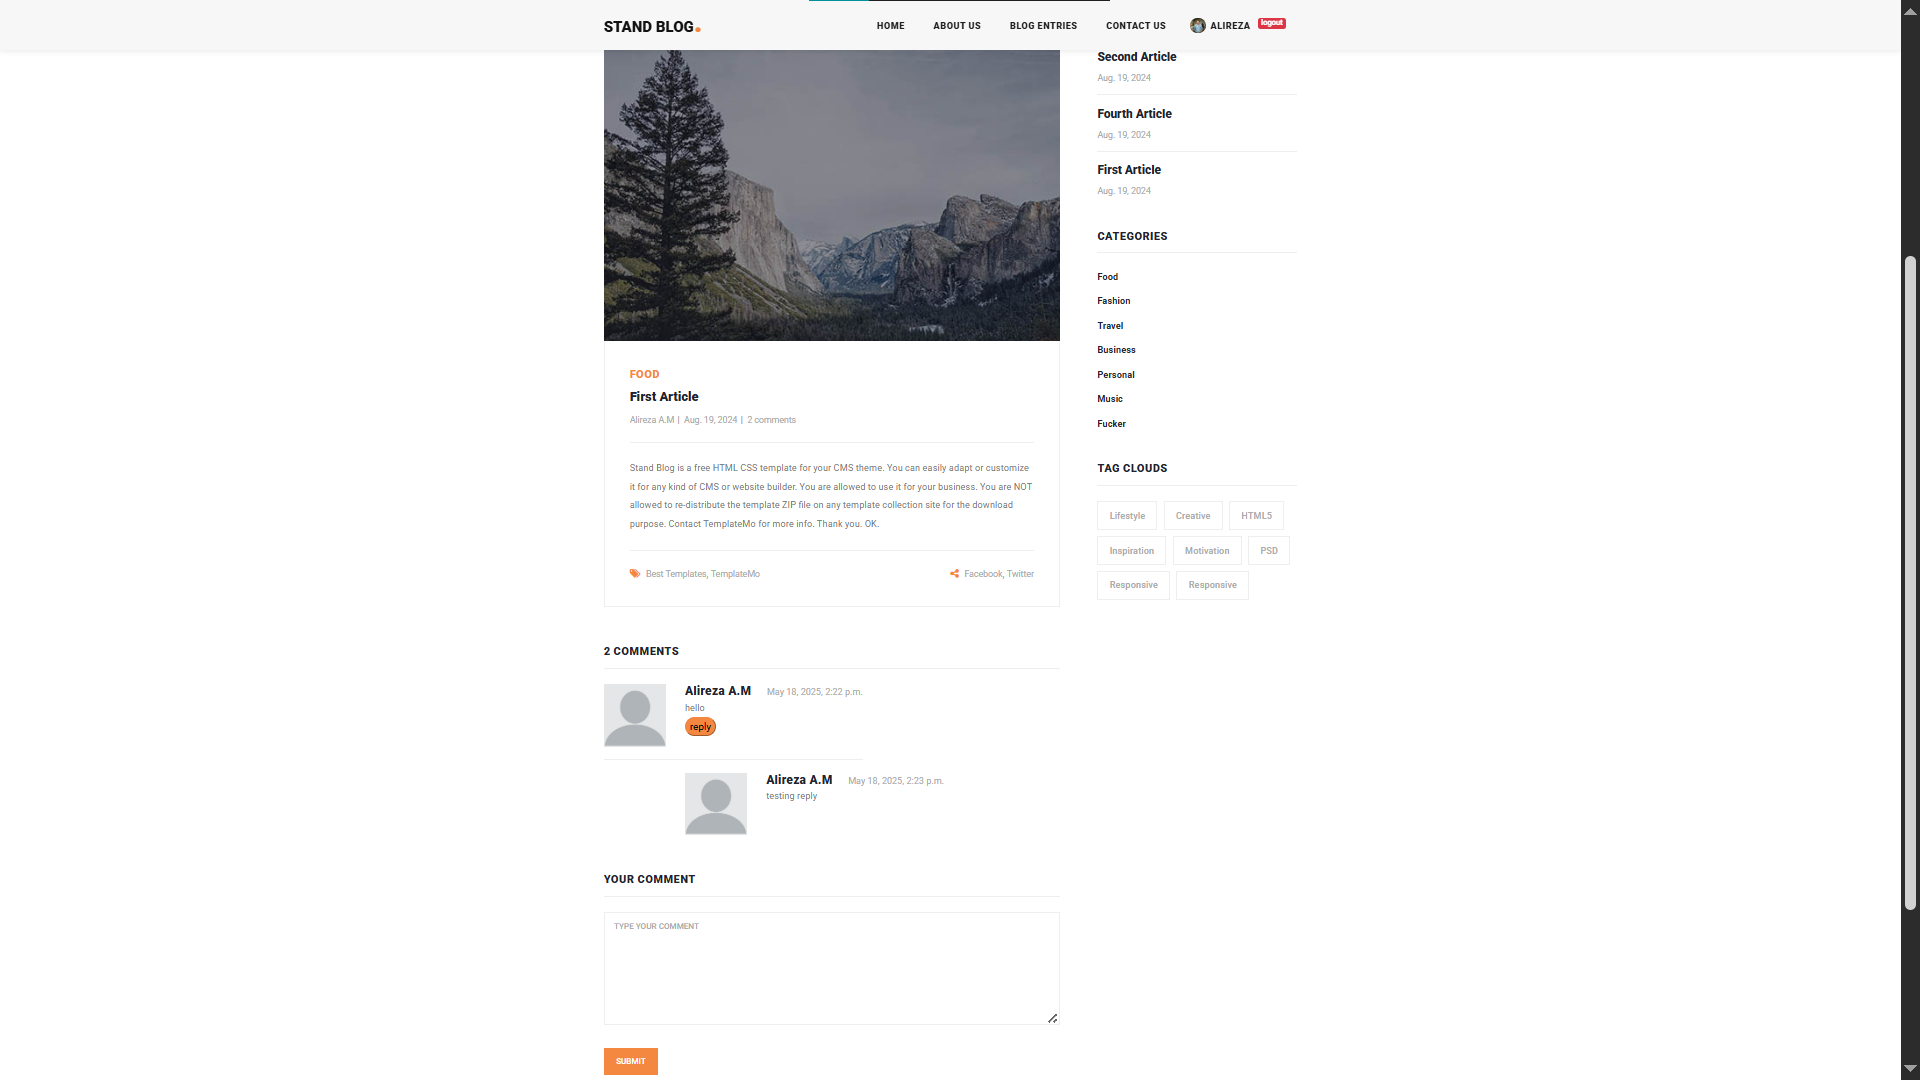 STAND BLOG.
HOME ABOUT US BLOG ENTRIES CONTACT US ALIREZA logout
FOOD
First Article
Alireza A.M | Aug. 19, 2024 | 2 comments
Stand Blog is a free HTML CSS template for your CMS theme. You can easily adapt or customize
it for any kind of CMS or website builder. You are allowed to use it for your business. You are NOT
allowed to re-distribute the template ZIP file on any template collection site for the download
purpose. Contact TemplateMo for more info. Thank you. OK.
Best Templates, TemplateMo
Facebook, Twitter
2 COMMENTS
Alireza A.M May 18, 2025, 2:22 p.m.
hello
reply
Alireza A.M May 18, 2025, 2:23 p.m.
testing reply
YOUR COMMENT
TYPE YOUR COMMENT
SUBMIT
Second Article
Aug. 19, 2024
Fourth Article
Aug. 19, 2024
First Article
Aug. 19, 2024
CATEGORIES
Food
Fashion
Travel
Business
Personal
Music
Fucker
TAG CLOUDS
Lifestyle Creative HTML5
Inspiration Motivation PSD
Responsive Responsive